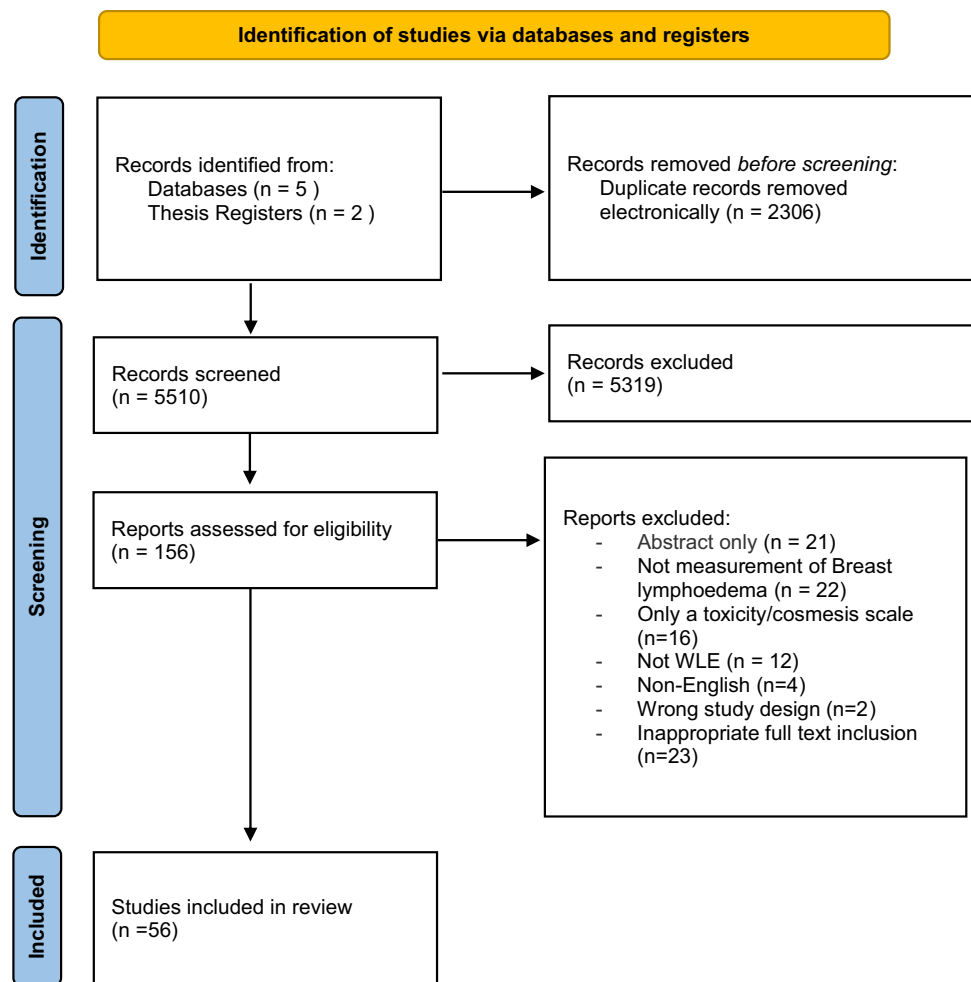 Identification of studies via databases and registers
Identification
Records identified from:
Databases (n = 5 )
Thesis Registers (n = 2 )
Records removed before screening:
Duplicate records removed
electronically (n = 2306)
Screening
Records screened
(n = 5510)
Records excluded
(n = 5319)
Reports assessed for eligibility
(n = 156)
Reports excluded:
- Abstract only (n = 21)
- Not measurement of Breast
lymphoedema (n = 22)
- Only a toxicity/cosmesis scale
(n=16)
- Not WLE (n = 12)
- Non-English (n=4)
- Wrong study design (n=2)
- Inappropriate full text inclusion
(n=23)
Included
Studies included in review
(n =56)